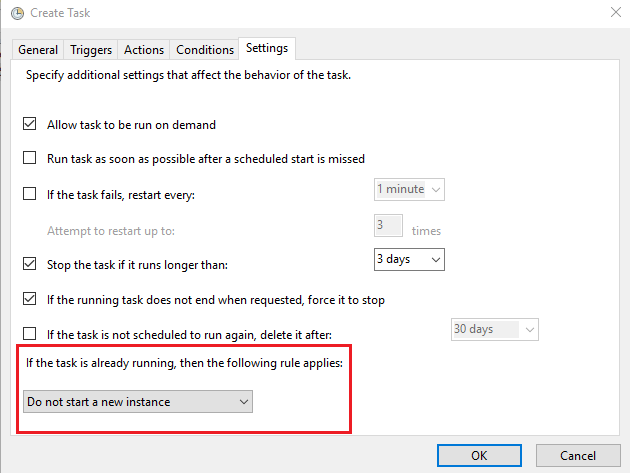 Create Task
General Triggers Actions Conditions Settings
Specify additional settings that affect the behavior of the task.
Allow task to be run on demand
Run task as soon as possible after a scheduled start is missed
If the task fails, restart every: 1 minute
Attempt to restart up to: 3 times
Stop the task if it runs longer than: 3 days
If the running task does not end when requested, force it to stop
If the task is not scheduled to run again, delete it after: 30 days
If the task is already running, then the following rule applies:
Do not start a new instance
OK Cancel